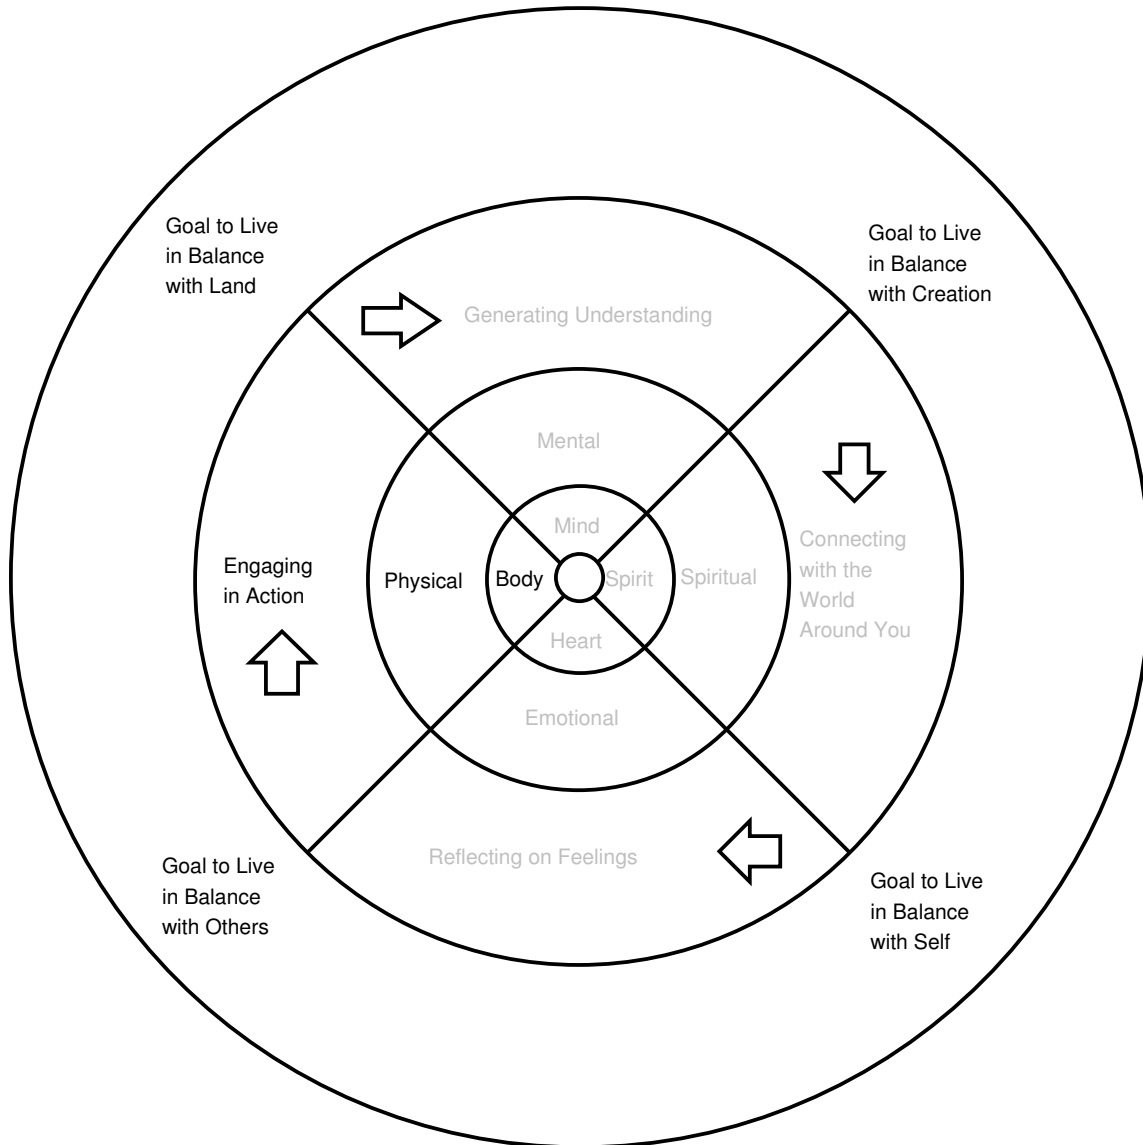 Goal to Live
in Balance
with Land
Goal to Live
in Balance
with Creation
Generating Understanding
Mental
Mind
Connecting
with the
World
Around You
Engaging
in Action
Physical
Body
Spirit
Spiritual
Heart
Emotional
Reflecting on Feelings
Goal to Live
in Balance
with Others
Goal to Live
in Balance
with Self